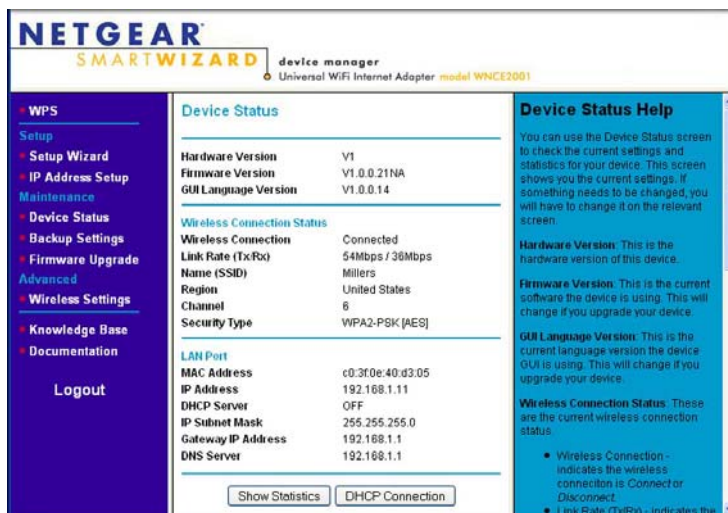 NETGEAR
SMARTWIZARD
device manager
Universal WiFi Internet Adapter model WNCE2001
WPS
Setup
Setup Wizard
IP Address Setup
Maintenance
Device Status
Backup Settings
Firmware Upgrade
Advanced
Wireless Settings
Knowledge Base
Documentation
Logout
Device Status
Hardware Version V1
Firmware Version V1.0.0.21NA
GUI Language Version V1.0.0.14
Wireless Connection Status
Wireless Connection Connected
Link Rate (Tx/Rx) 54Mbps / 36Mbps
Name (SSID) Millers
Region United States
Channel 6
Security Type WPA2-PSK [AES]
LAN Port
MAC Address c0:3f:0e:40:d3:05
IP Address 192.168.1.11
DHCP Server OFF
IP Subnet Mask 255.255.255.0
Gateway IP Address 192.168.1.1
DNS Server 192.168.1.1
Show Statistics DHCP Connection
Device Status Help
You can use the Device Status screen
to check the current settings and
statistics for your device. This screen
shows you the current settings. If
something needs to be changed, you
will have to change it on the relevant
screen.
Hardware Version: This is the
hardware version of this device.
Firmware Version: This is the current
software the device is using. This will
change if you upgrade your device.
GUI Language Version: This is the
current language version the device
GUI is using. This will change if you
upgrade your device.
Wireless Connection Status: These
are the current wireless connection
status.
Wireless Connection -
indicates the wireless
conneciton is Connect or
Disconnect.
Link Rate (Tx/Rx) - indicates the